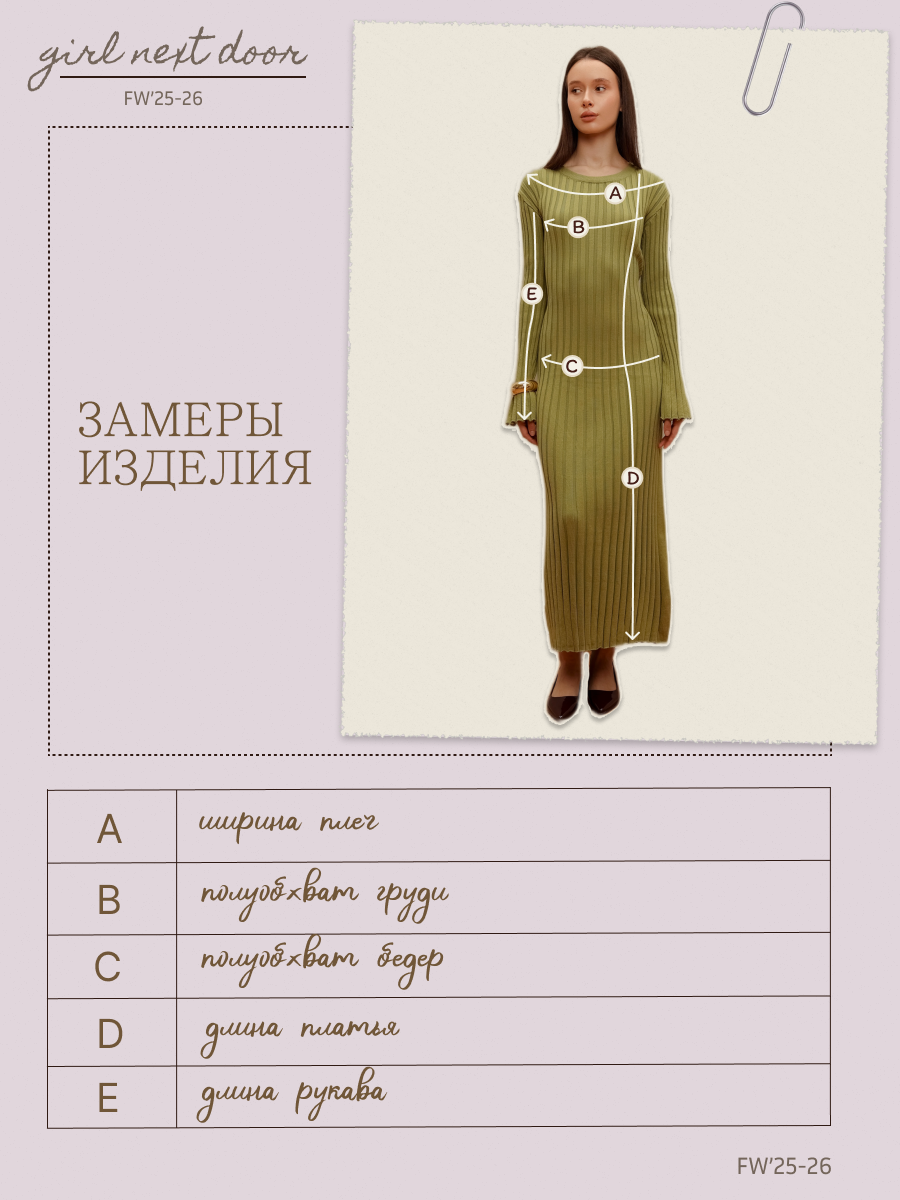 girl next door
FW'25-26
A
B
E
C
D
ЗАМЕРЫ
ИЗДЕЛИЯ
A ширина плеч
B полуобхват груди
C полуобхват бедер
D длина платья
E длина рукава
FW'25-26